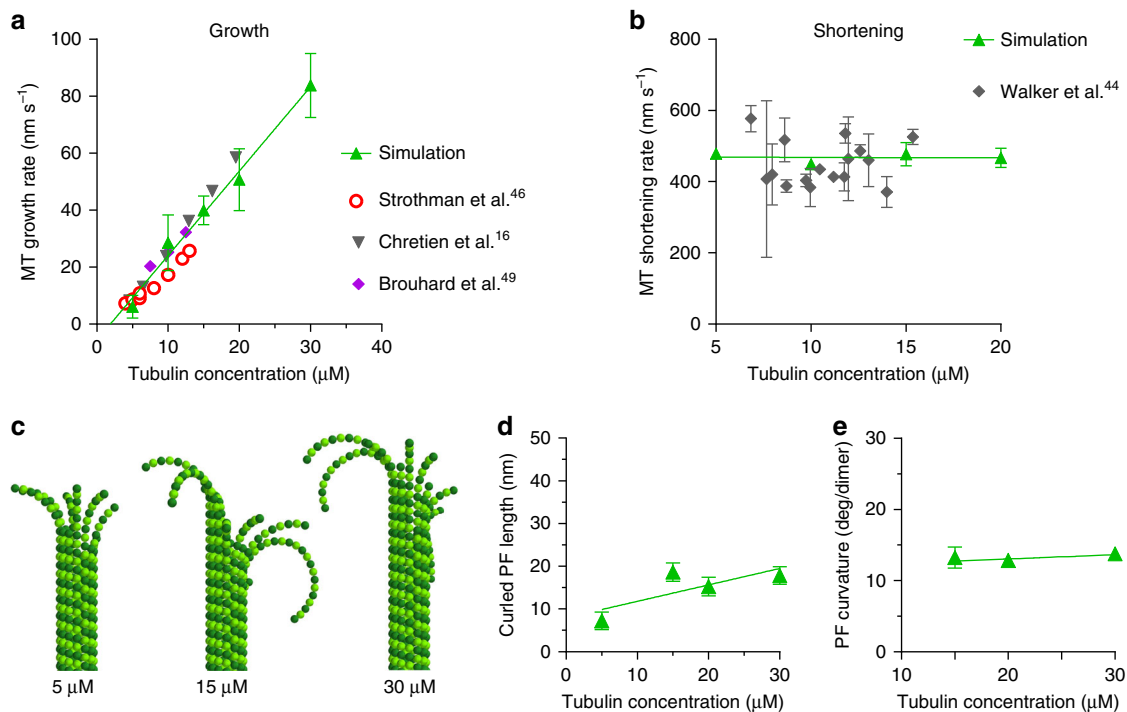 a
Growth
100
80
60
40
20
0
MT growth rate (nm s⁻¹)
0
10
20
30
40
Tubulin concentration (μM)
Simulation
Strothman et al.⁴⁶
Chretien et al.¹⁶
Brouhard et al.⁴⁹
b
Shortening
800
600
400
200
0
MT shortening rate (nm s⁻¹)
5
10
15
20
Tubulin concentration (μM)
Simulation
Walker et al.⁴⁴
c
5 μM
15 μM
30 μM
d
50
40
30
20
10
0
Curled PF length (nm)
0
10
20
30
Tubulin concentration (μM)
e
30
20
10
0
PF curvature (deg/dimer)
10
20
30
Tubulin concentration (μM)